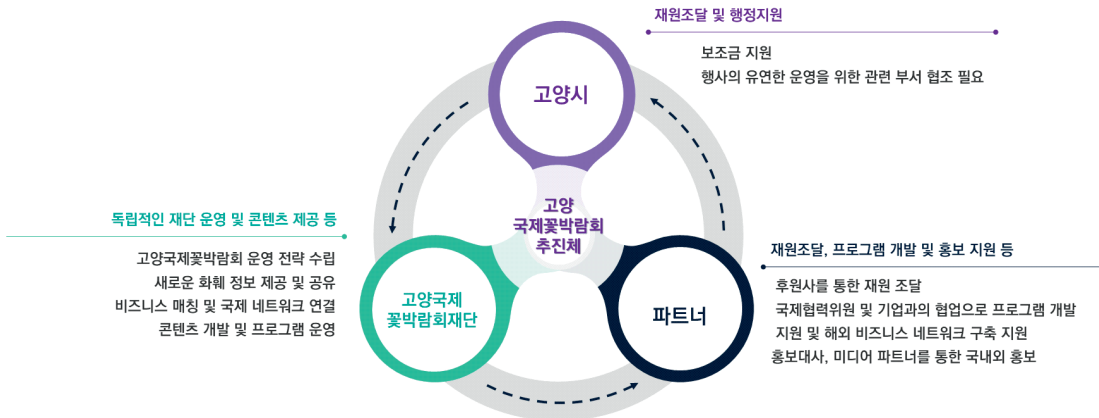 재원조달 및 행정지원
보조금 지원
행사의 유연한 운영을 위한 관련 부서 협조 필요
고양시
고양
국제꽃박람회
추진체
독립적인 재단 운영 및 콘텐츠 제공 등
고양국제꽃박람회 운영 전략 수립
새로운 화훼 정보 제공 및 공유
비즈니스 매칭 및 국제 네트워크 연결
콘텐츠 개발 및 프로그램 운영
고양국제
꽃박람회재단
파트너
재원조달, 프로그램 개발 및 홍보 지원 등
후원사를 통한 재원 조달
국제협력위원 및 기업과의 협업으로 프로그램 개발
지원 및 해외 비즈니스 네트워크 구축 지원
홍보대사, 미디어 파트너를 통한 국내외 홍보